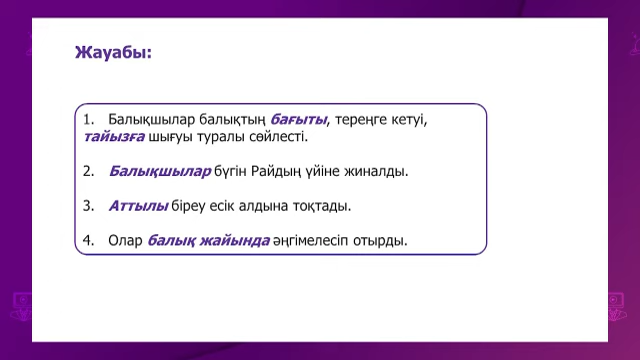 Жауабы:
1. Балықшылар балықтың бағыты, тереңге кетуі,
тайызға шығуы туралы сөйлесті.
2. Балықшылар бүгін Райдың үйіне жиналды.
3. Аттылы біреу есік алдына тоқтады.
4. Олар балық жайында әңгімелесіп отырды.